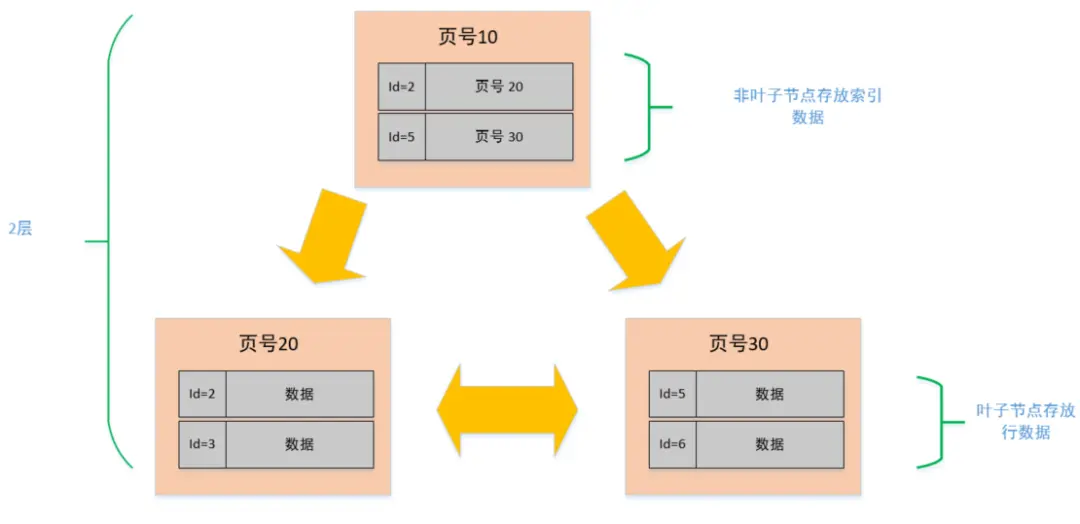 页号10
Id=2 页号 20
Id=5 页号 30
非叶子节点存放索引
数据
2层
页号20
Id=2 数据
Id=3 数据
页号30
Id=5 数据
Id=6 数据
叶子节点存放
行数据